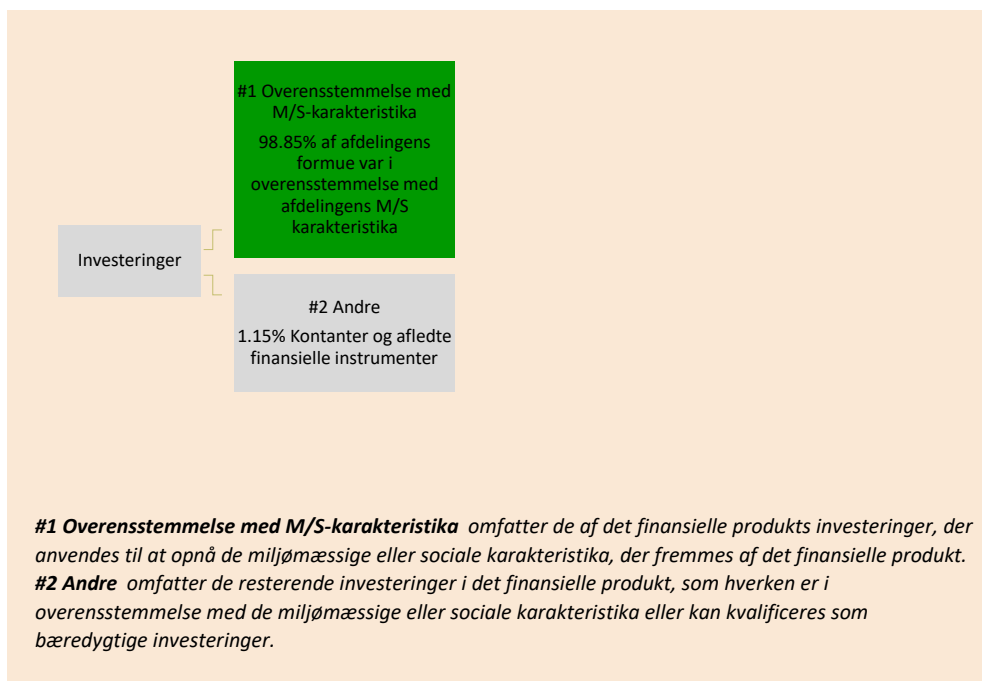 #1 Overensstemmelse med
M/S-karakteristika
98.85% af afdelingens
formue var i
overensstemmelse med
afdelingens M/S
karakteristika
Investeringer
#2 Andre
1.15% Kontanter og afledte
finansielle instrumenter
#1 Overensstemmelse med M/S-karakteristika omfatter de af det finansielle produkts investeringer, der
anvendes til at opnå de miljømæssige eller sociale karakteristika, der fremmes af det finansielle produkt.
#2 Andre omfatter de resterende investeringer i det finansielle produkt, som hverken er i
overensstemmelse med de miljømæssige eller sociale karakteristika eller kan kvalificeres som
bæredygtige investeringer.